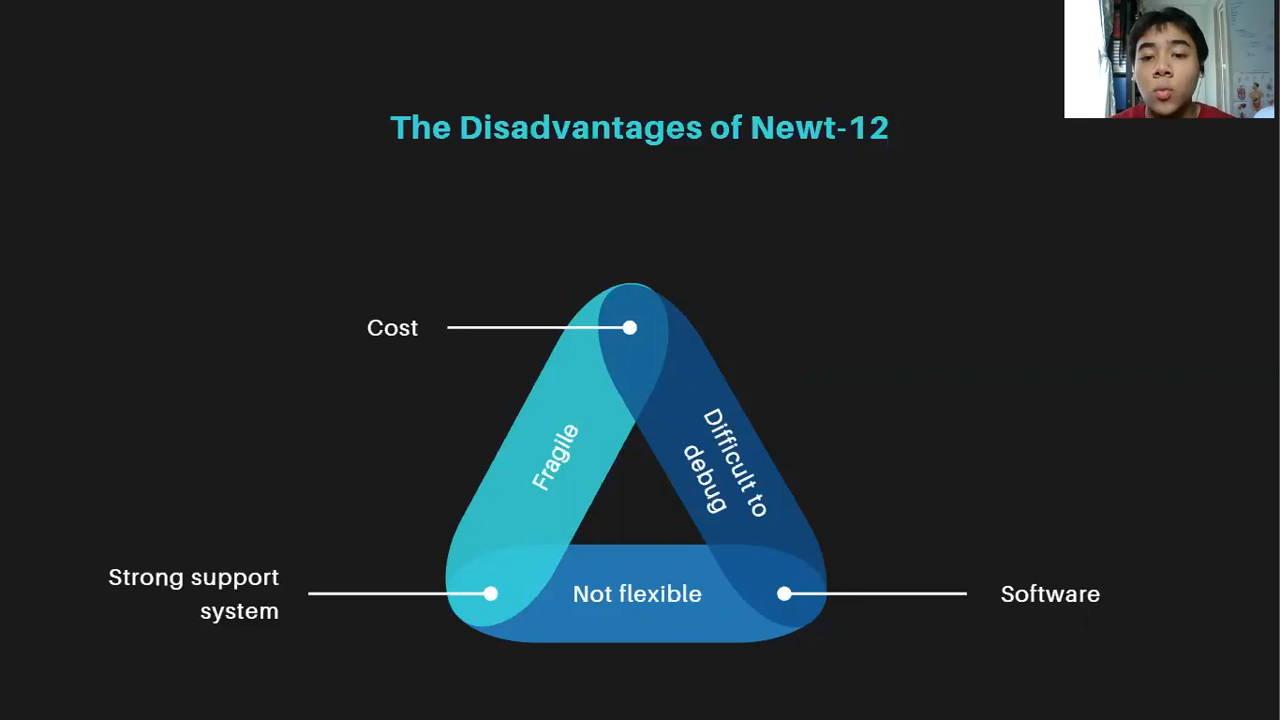 The Disadvantages of Newt-12
Cost
Fragile
Difficult to
debug
Strong support
system
Not flexible
Software